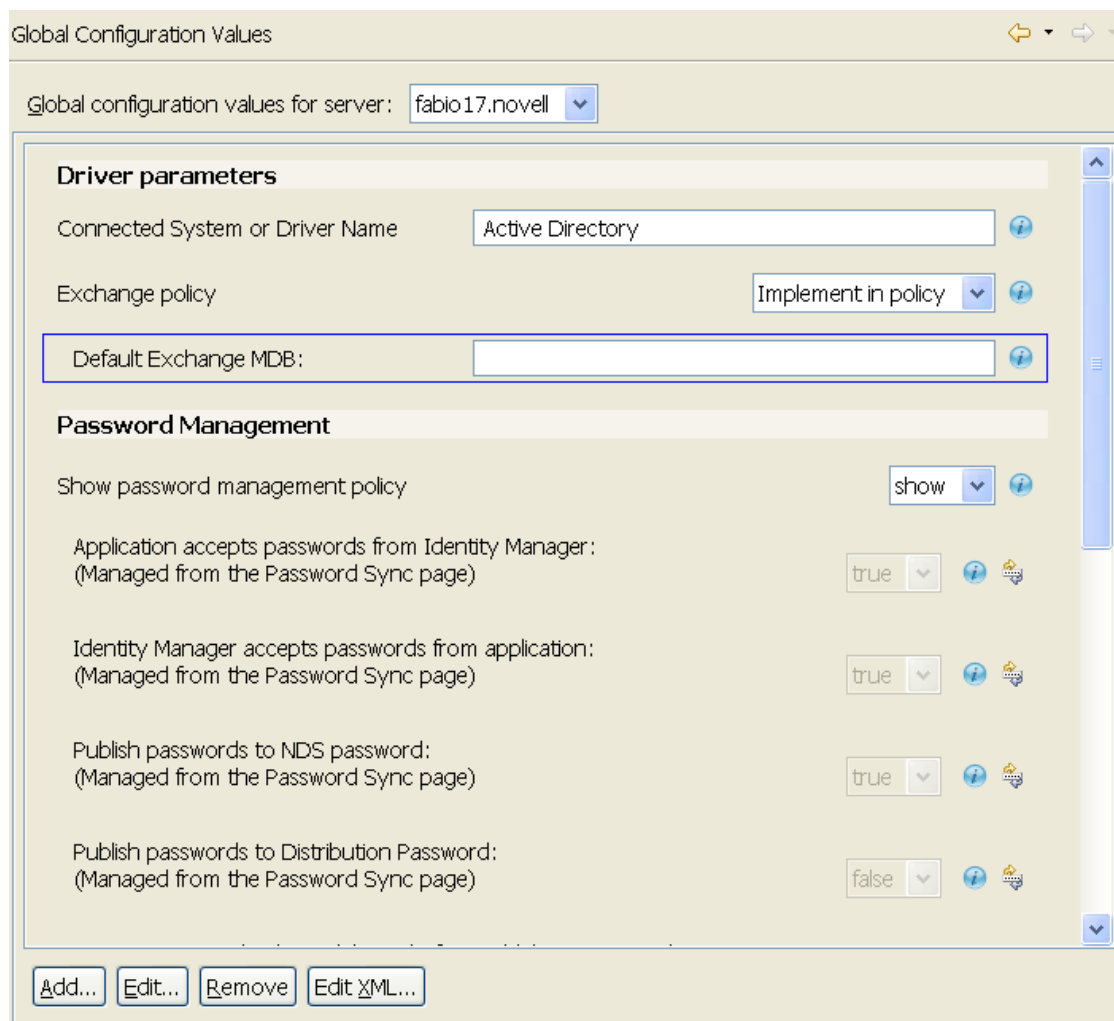 Global Configuration Values
Global configuration values for server: fabio17.novell
Driver parameters
Connected System or Driver Name Active Directory
Exchange policy Implement in policy
Default Exchange MDB:
Password Management
Show password management policy show
Application accepts passwords from Identity Manager:
(Managed from the Password Sync page) true
Identity Manager accepts passwords from application:
(Managed from the Password Sync page) true
Publish passwords to NDS password:
(Managed from the Password Sync page) true
Publish passwords to Distribution Password:
(Managed from the Password Sync page) false
Add... Edit... Remove Edit XML...